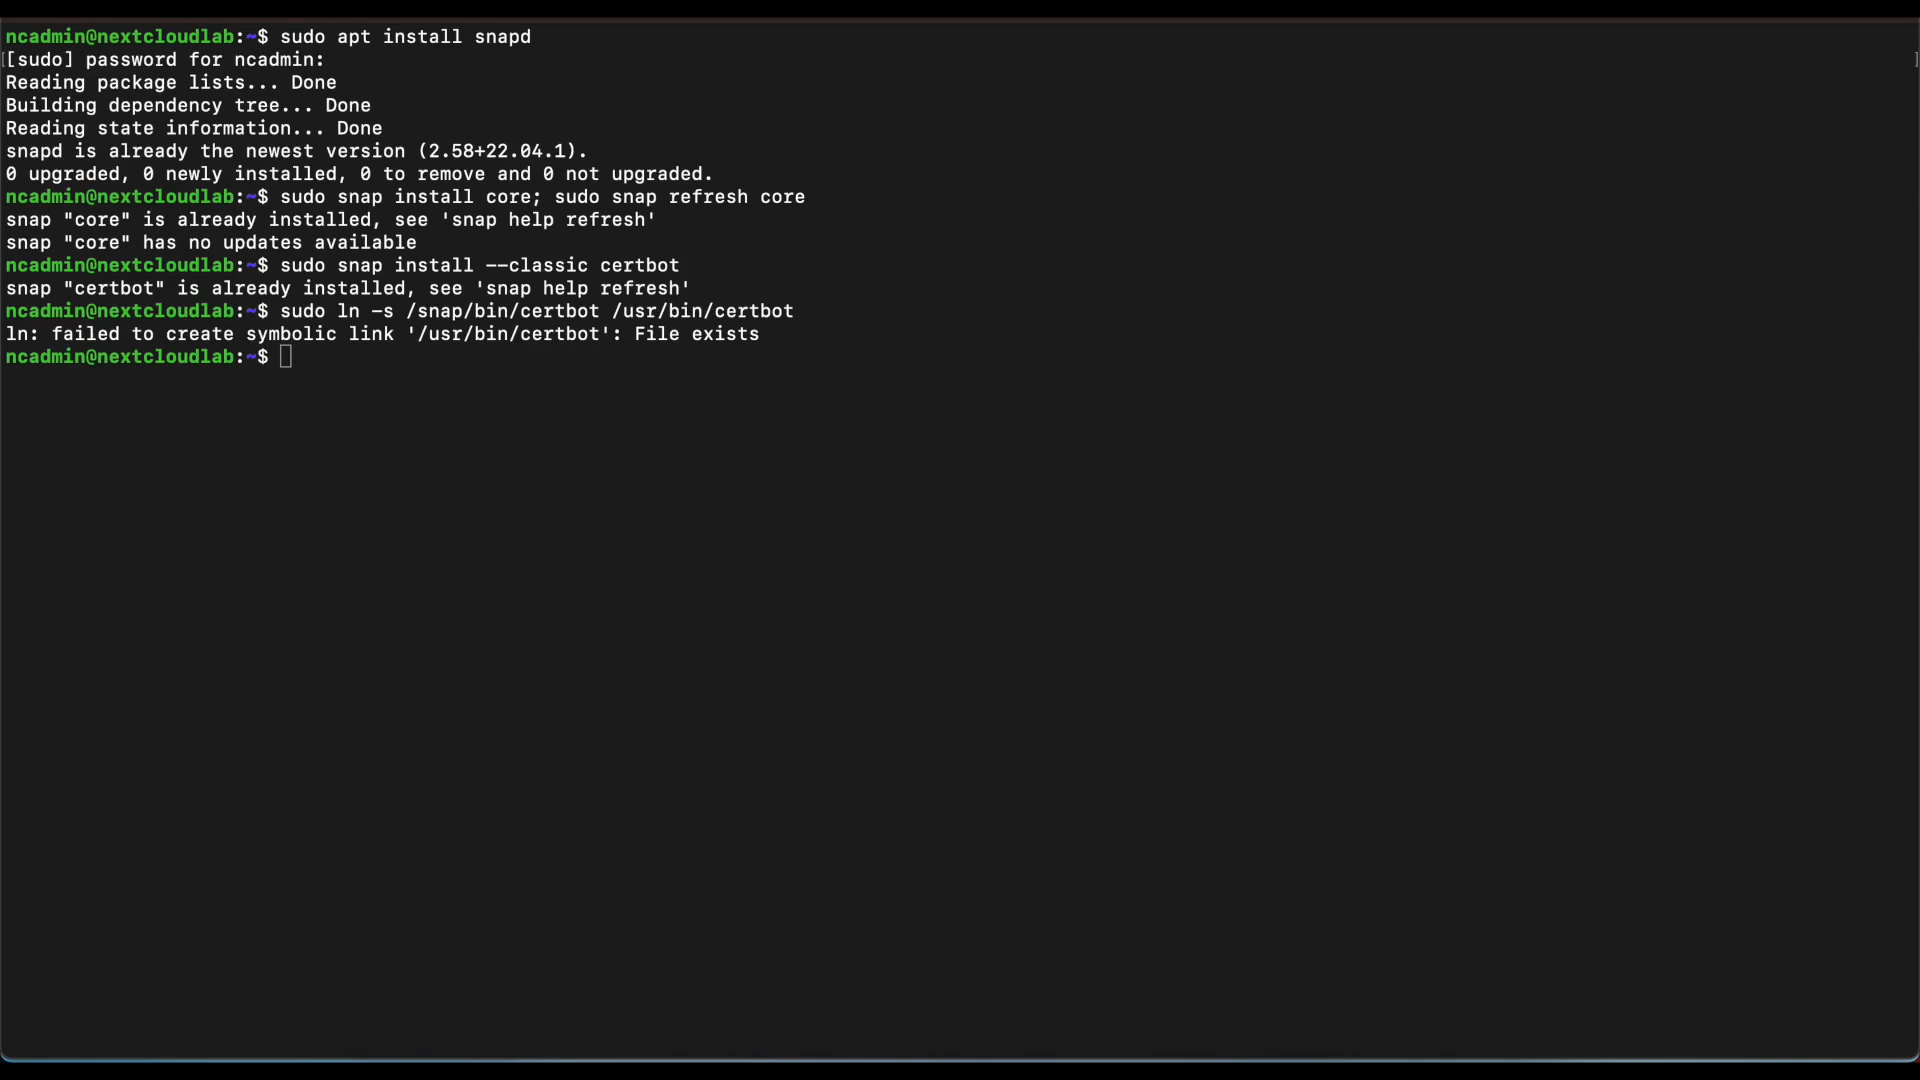 ncadmin@nextcloudlab:~$ sudo apt install snapd
[[sudo] password for ncadmin: ]
Reading package lists... Done
Building dependency tree... Done
Reading state information... Done
snapd is already the newest version (2.58+22.04.1).
0 upgraded, 0 newly installed, 0 to remove and 0 not upgraded.
ncadmin@nextcloudlab:~$ sudo snap install core; sudo snap refresh core
snap "core" is already installed, see 'snap help refresh'
snap "core" has no updates available
ncadmin@nextcloudlab:~$ sudo snap install --classic certbot
snap "certbot" is already installed, see 'snap help refresh'
ncadmin@nextcloudlab:~$ sudo ln -s /snap/bin/certbot /usr/bin/certbot
ln: failed to create symbolic link '/usr/bin/certbot': File exists
ncadmin@nextcloudlab:~$